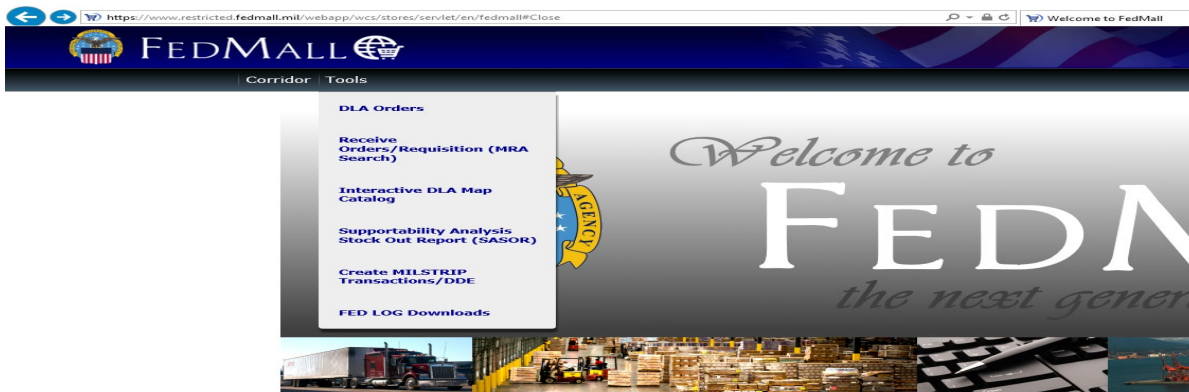 https://www.restricted.fedmall.mil/webapp/wcs/stores/servlet/en/fedmall#Close
Welcome to FedMall
FEDMALL
Corridor Tools
DLA Orders
Receive
Orders/Requisition (MRA
Search)
Interactive DLA Map
Catalog
Supportability Analysis
Stock Out Report (SASOR)
Create MILSTRIP
Transactions/DDE
FED LOG Downloads
AGENCY
Welcome to
FEDM
the next gener